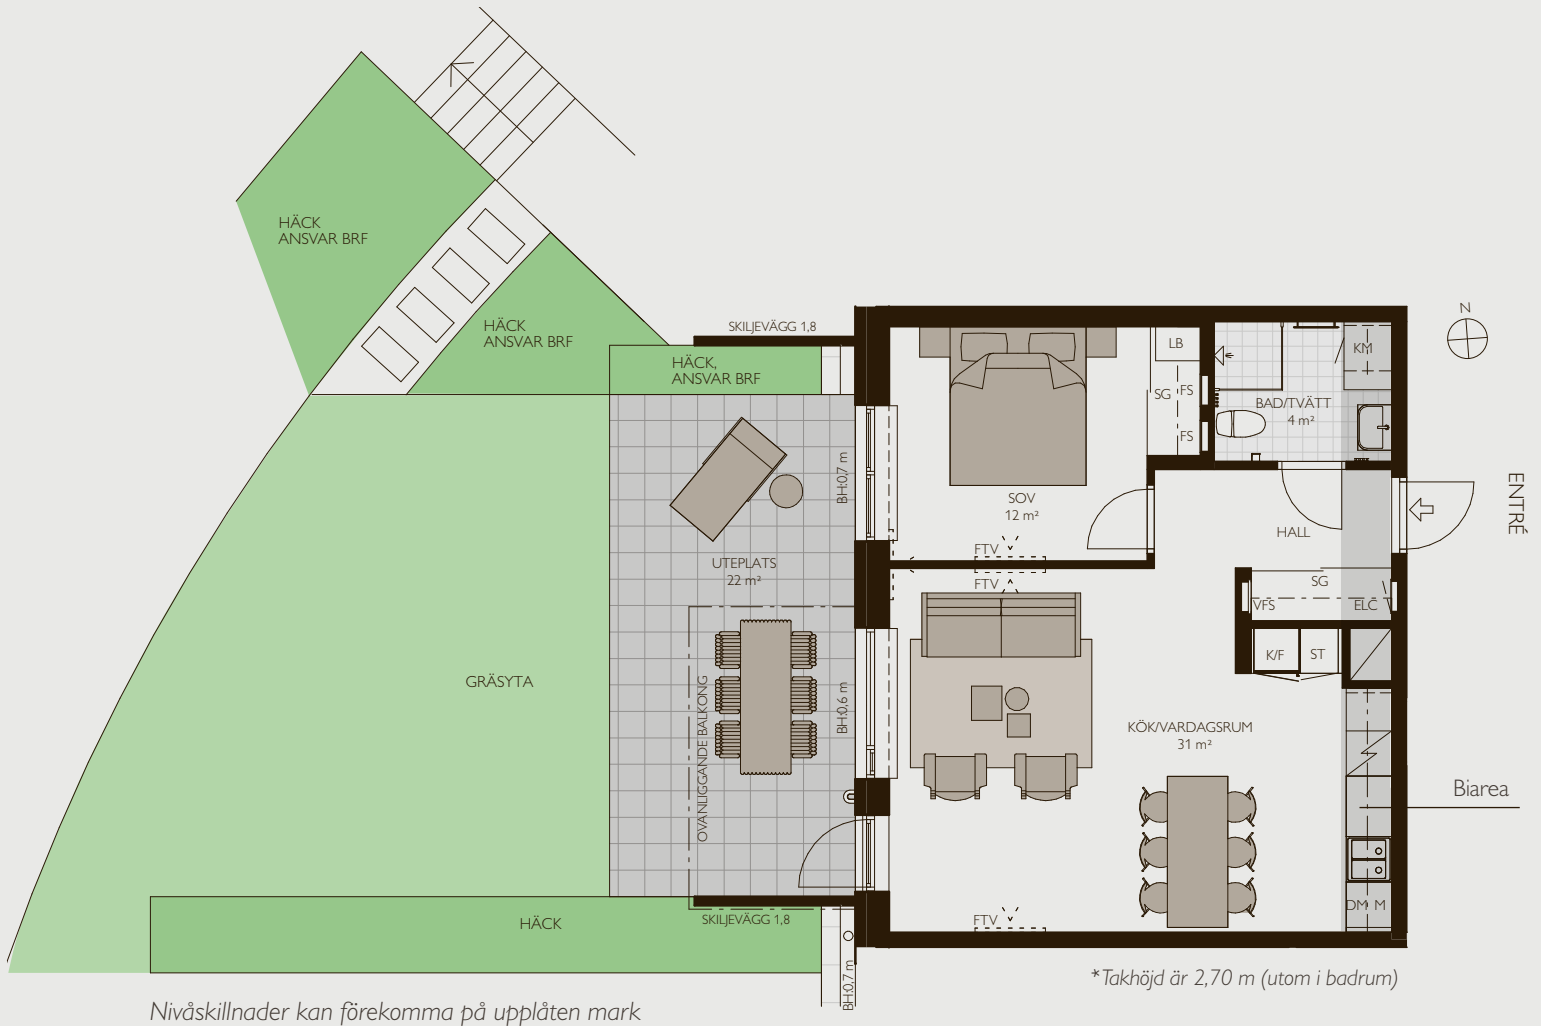 HÄCK
ANSVAR BRF
HÄCK
ANSVAR BRF
HÄCK,
ANSVAR BRF
SKILJEVÄGG 1,8
N
LB
KM
SG
FS
FS
BAD/TVÄTT
4 m²
BH:0,7 m
SOV
12 m²
ENTRÉ
HALL
FTV
FTV
UTEPLATS
22 m²
SG
VFS
ELC
K/F
ST
GRÄSYTA
OVANLIGGANDE BALKONG
BH:0,6 m
KÖK/VARDAGSRUM
31 m²
Biarea
DM M
FTV
SKILJEVÄGG 1,8
HÄCK
BH:0,7 m
*Takhöjd är 2,70 m (utom i badrum)
Nivåskillnader kan förekomma på upplåten mark